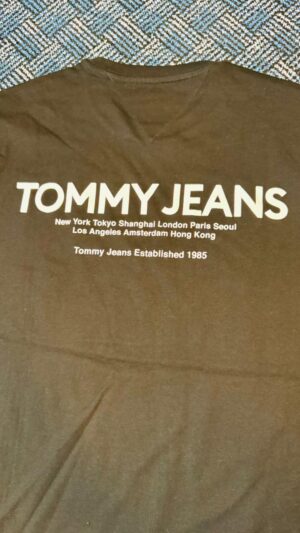 TOMMY JEANS
New York Tokyo Shanghai London Paris Seoul
Los Angeles Amsterdam Hong Kong
Tommy Jeans Established 1985